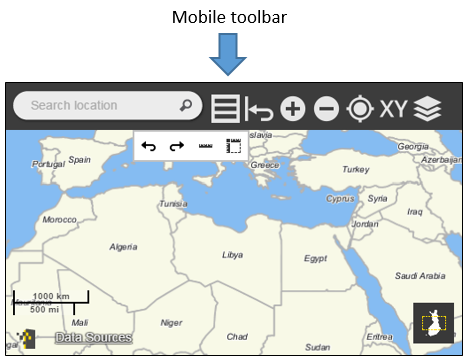 Mobile toolbar
Search location
XY
slavia
Georgia
Portugal
Spain
Greece
Turkey
Azerbaijan
Tunisia
Cyprus
Syria
Morocco
Iraq
Jordan
Algeria
Libya
Egypt
Saudi Arabia
1000 km
500 mi
Mali
Niger
Chad
Sudan
Eritrea
Data Sources